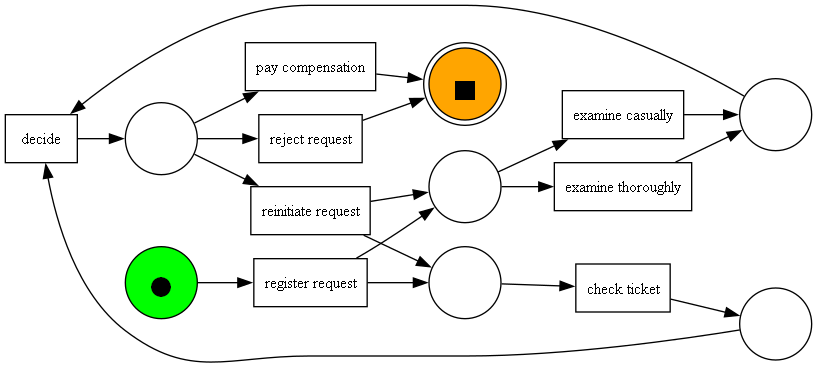 pay compensation
examine casually
decide
reject request
examine thoroughly
reinitiate request
register request
check ticket